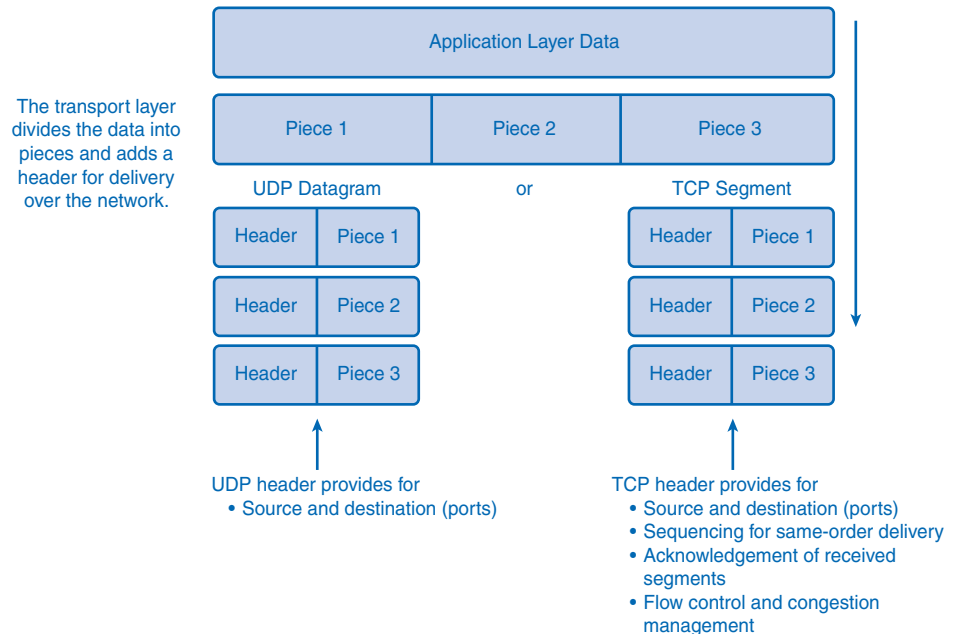 Application Layer Data
The transport layer
divides the data into
pieces and adds a
header for delivery
over the network.
Piece 1
Piece 2
Piece 3
UDP Datagram
or
TCP Segment
Header
Piece 1
Header
Piece 2
Header
Piece 3
Header
Piece 1
Header
Piece 2
Header
Piece 3
UDP header provides for
• Source and destination (ports)
TCP header provides for
• Source and destination (ports)
• Sequencing for same-order delivery
• Acknowledgement of received
segments
• Flow control and congestion
management